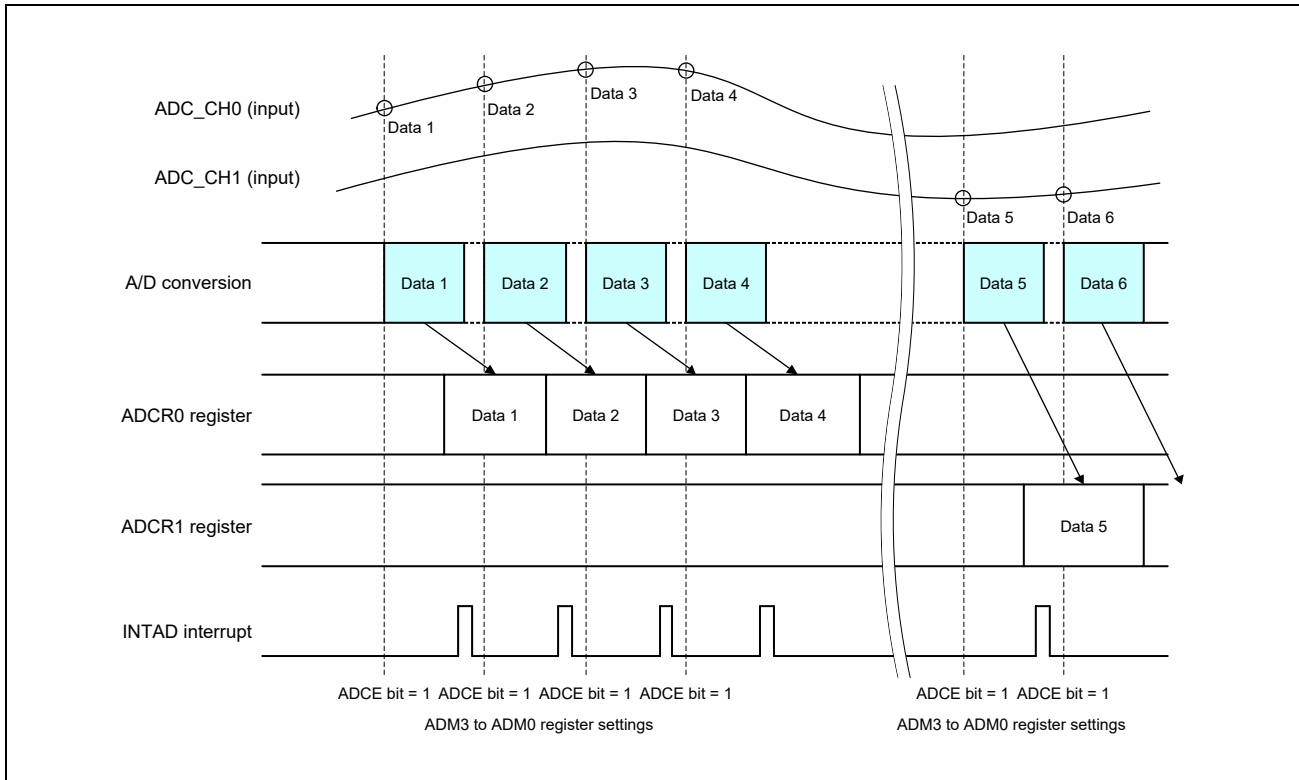 ADC_CH0 (input)
Data 1
Data 2
Data 3
Data 4
ADC_CH1 (input)
Data 5
Data 6
A/D conversion
Data 1
Data 2
Data 3
Data 4
Data 5
Data 6
ADCR0 register
Data 1
Data 2
Data 3
Data 4
ADCR1 register
Data 5
INTAD interrupt
ADCE bit = 1 ADCE bit = 1 ADCE bit = 1 ADCE bit = 1
ADCE bit = 1 ADCE bit = 1
ADM3 to ADM0 register settings
ADM3 to ADM0 register settings